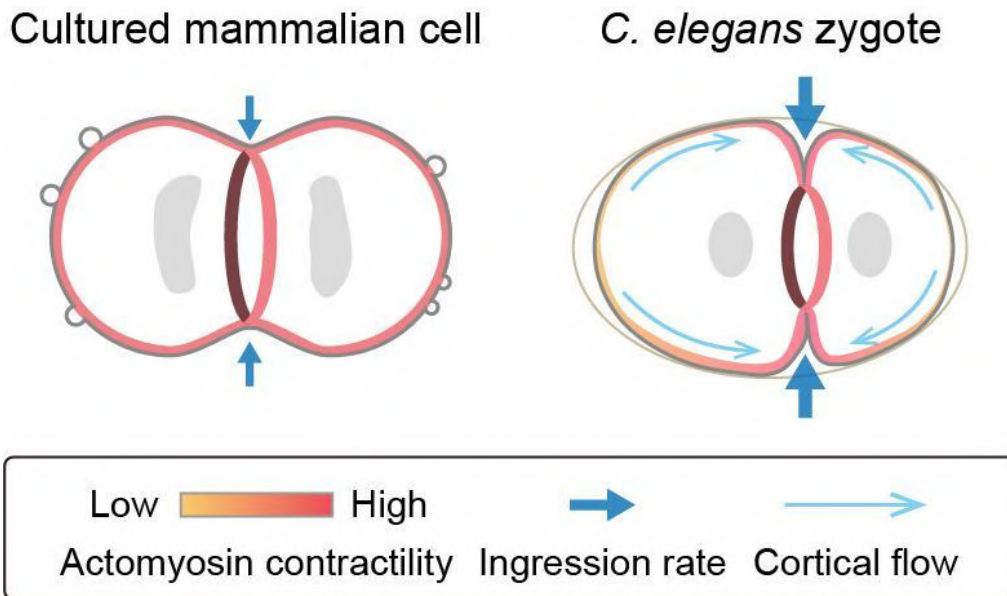 Cultured mammalian cell
C. elegans zygote
Low
High
Actomyosin contractility
Ingression rate
Cortical flow